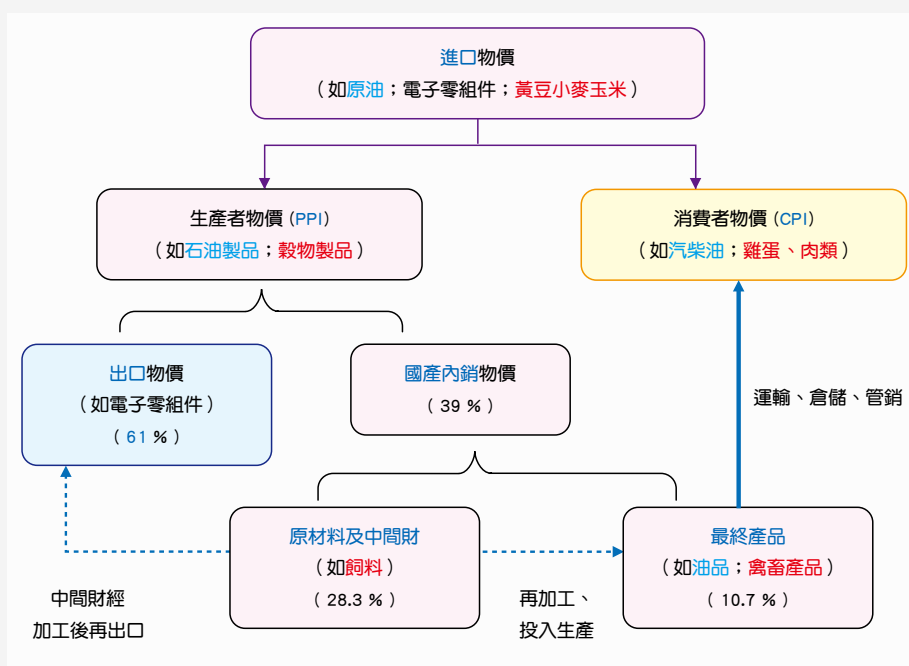 進口物價
（如原油；電子零組件；黃豆小麥玉米）
生產者物價 (PPI)
（如石油製品；穀物製品）
消費者物價 (CPI)
（如汽柴油；雞蛋、肉類）
出口物價
（如電子零組件）
（ 61 % ）
國產內銷物價
（ 39 % ）
運輸、倉儲、管銷
原材料及中間財
（如飼料）
（ 28.3 % ）
最終產品
（如油品；禽畜產品）
（ 10.7 % ）
中間財經
加工後再出口
再加工、
投入生產